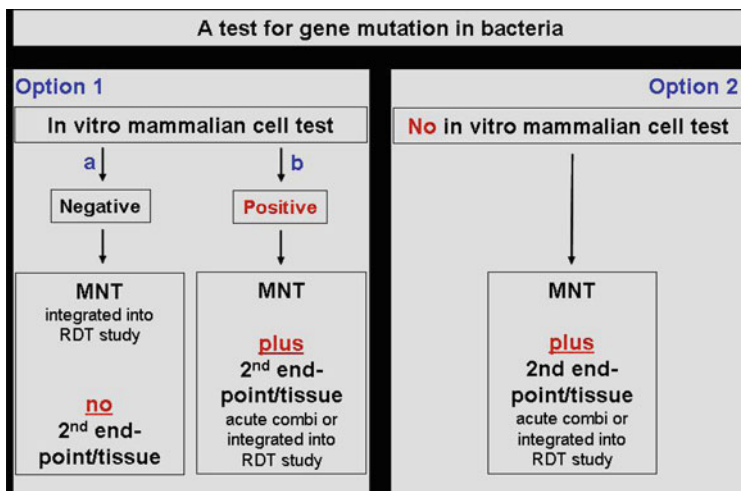 A test for gene mutation in bacteria
Option 1
In vitro mammalian cell test
a
b
Negative
Positive
MNT
integrated into
RDT study
no
2nd end-
point/tissue
MNT
plus
2nd end-
point/tissue
acute combi or
integrated into
RDT study
Option 2
No in vitro mammalian cell test
MNT
plus
2nd end-
point/tissue
acute combi or
integrated into
RDT study